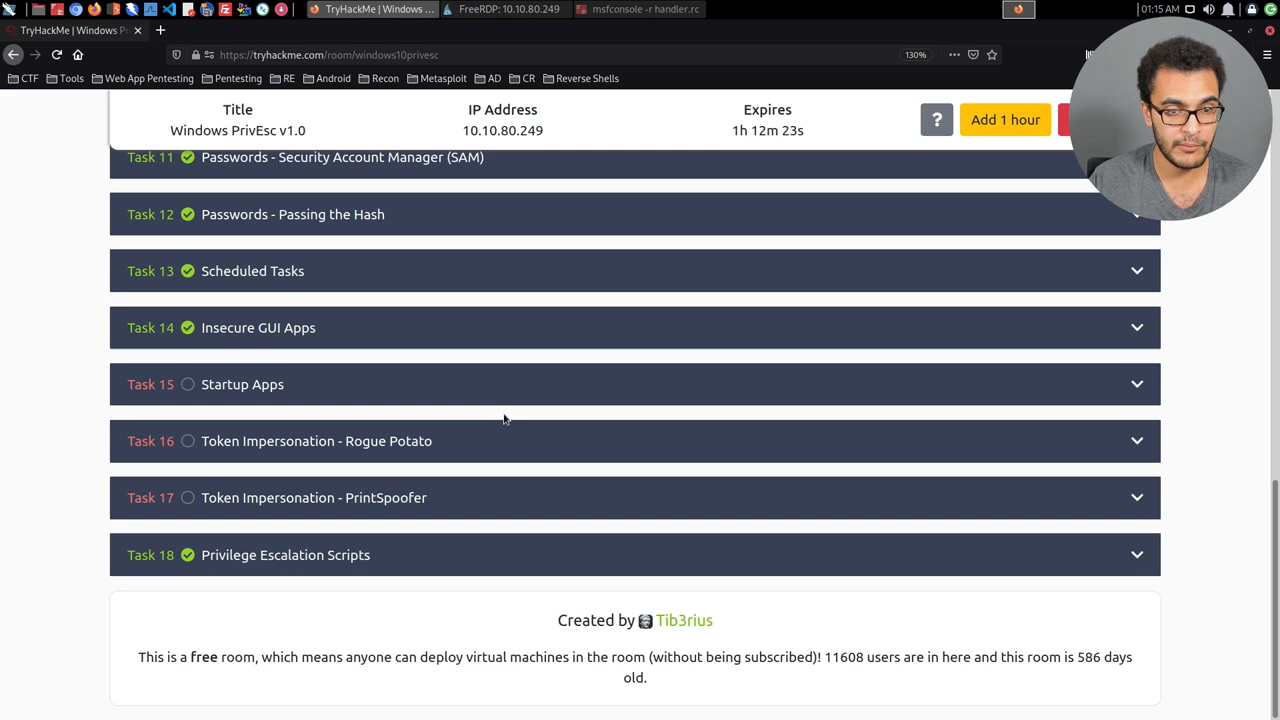 TryHackMe | Windows ...
FreeRDP: 10.10.80.249
msfconsole -r handler.rc
01:15 AM
TryHackMe | Windows Pr
https://tryhackme.com/room/windows10privesc
130%
CTF
Tools
Web App Pentesting
Pentesting
RE
Android
Recon
Metasploit
AD
CR
Reverse Shells
Title
IP Address
Expires
Windows PrivEsc v1.0
10.10.80.249
1h 12m 23s
?
Add 1 hour
Task 11 Passwords - Security Account Manager (SAM)
Task 12 Passwords - Passing the Hash
Task 13 Scheduled Tasks
Task 14 Insecure GUI Apps
Task 15 Startup Apps
Task 16 Token Impersonation - Rogue Potato
Task 17 Token Impersonation - PrintSpoofer
Task 18 Privilege Escalation Scripts
Created by Tib3rius
This is a free room, which means anyone can deploy virtual machines in the room (without being subscribed)! 11608 users are in here and this room is 586 days
old.